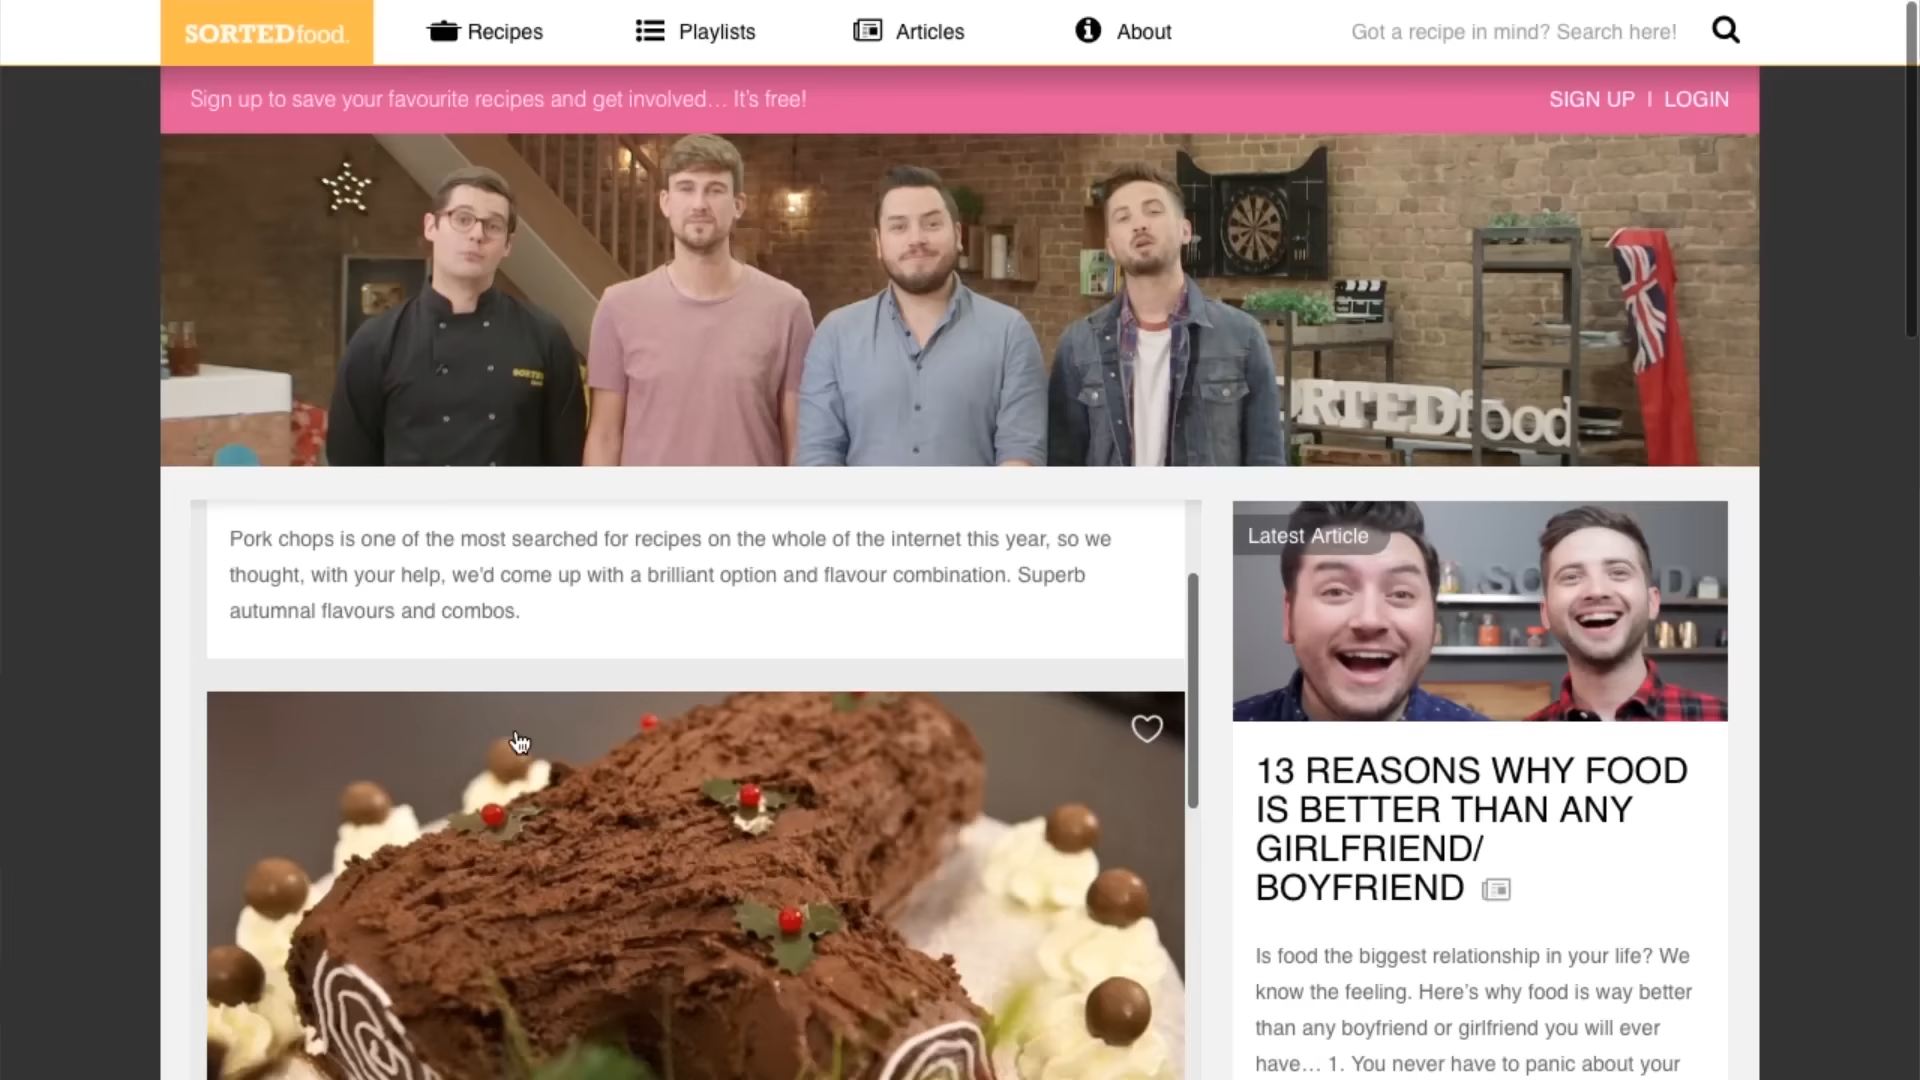 SORTEDfood.
Recipes
Playlists
Articles
About
Got a recipe in mind? Search here!
Sign up to save your favourite recipes and get involved... It's free!
SIGN UP | LOGIN
SORTED
RTEDfood
Pork chops is one of the most searched for recipes on the whole of the internet this year, so we
thought, with your help, we'd come up with a brilliant option and flavour combination. Superb
autumnal flavours and combos.
Latest Article
13 REASONS WHY FOOD
IS BETTER THAN ANY
GIRLFRIEND/
BOYFRIEND
Is food the biggest relationship in your life? We
know the feeling. Here's why food is way better
than any boyfriend or girlfriend you will ever
have... 1. You never have to panic about your